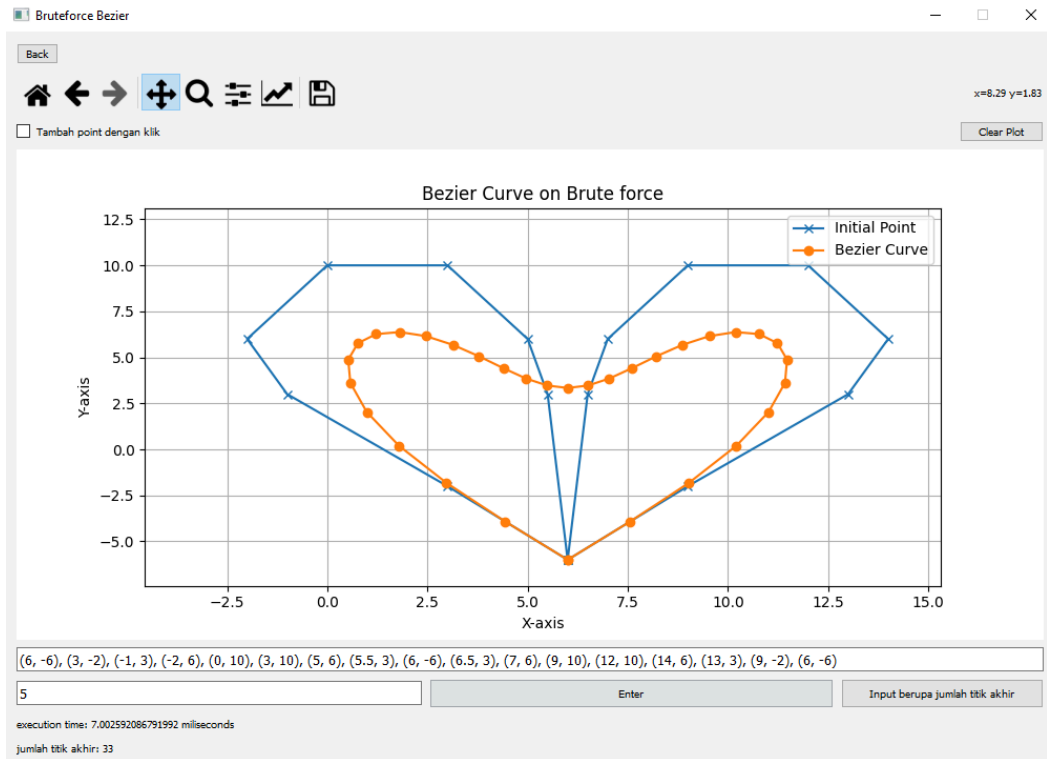 Bruteforce Bezier
Back
x=8.29 y=1.83
Tambah point dengan klik
Clear Plot
Bezier Curve on Brute force
Initial Point
Bezier Curve
12.5
10.0
7.5
5.0
2.5
0.0
−2.5
−5.0
Y-axis
−2.5 0.0 2.5 5.0 7.5 10.0 12.5 15.0
X-axis
(6, -6), (3, -2), (-1, 3), (-2, 6), (0, 10), (3, 10), (5, 6), (5.5, 3), (6, -6), (6.5, 3), (7, 6), (9, 10), (12, 10), (14, 6), (13, 3), (9, -2), (6, -6)
5
Enter
Input berupa jumlah titik akhir
execution time: 7.002592086791992 miliseconds
jumlah titik akhir: 33